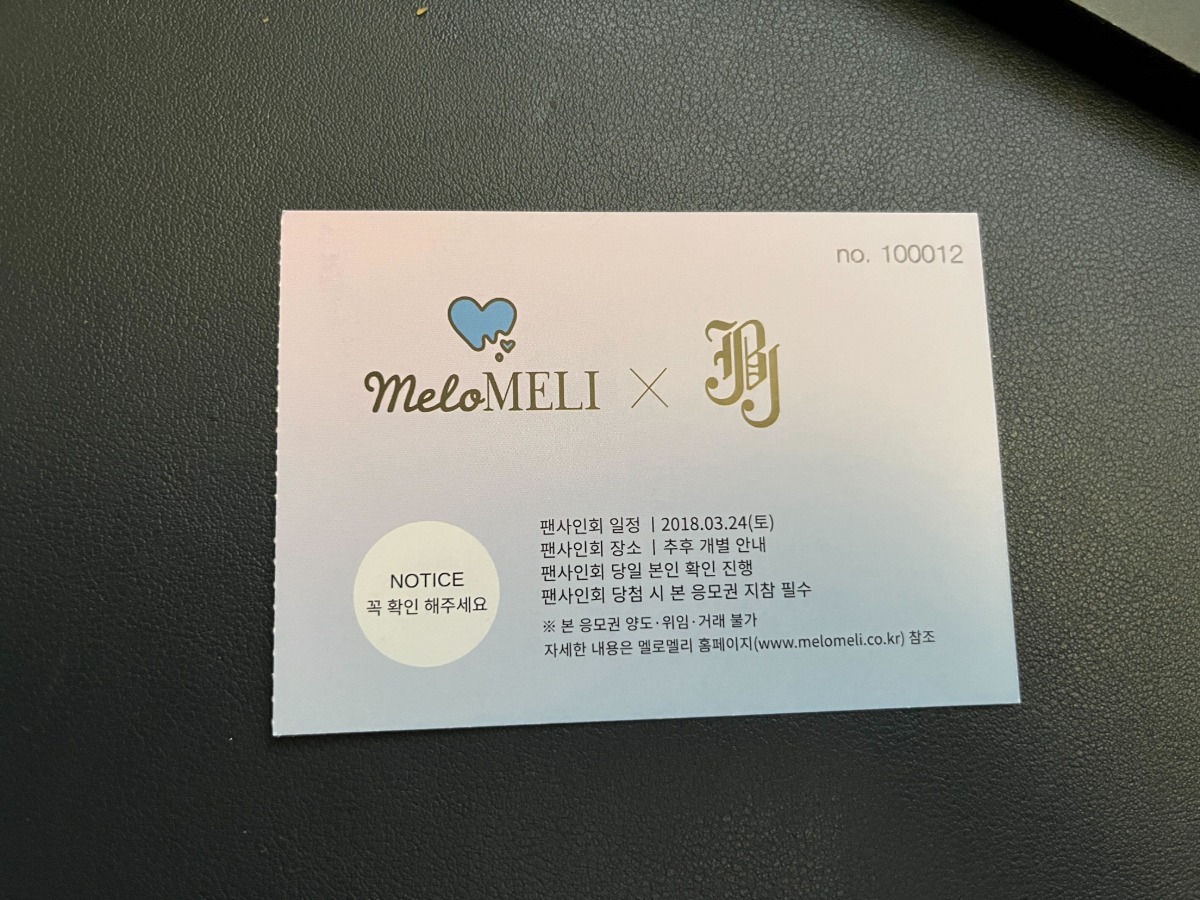 no. 100012
MeloMELI × JBJ
NOTICE
꼭 확인 해주세요
팬사인회 일정 ㅣ2018.03.24(토)
팬사인회 장소 ㅣ추후 개별 안내
팬사인회 당일 본인 확인 진행
팬사인회 당첨 시 본 응모권 지참 필수
※ 본 응모권 양도·위임·거래 불가
자세한 내용은 멜로멜리 홈페이지(www.melomeli.co.kr) 참조